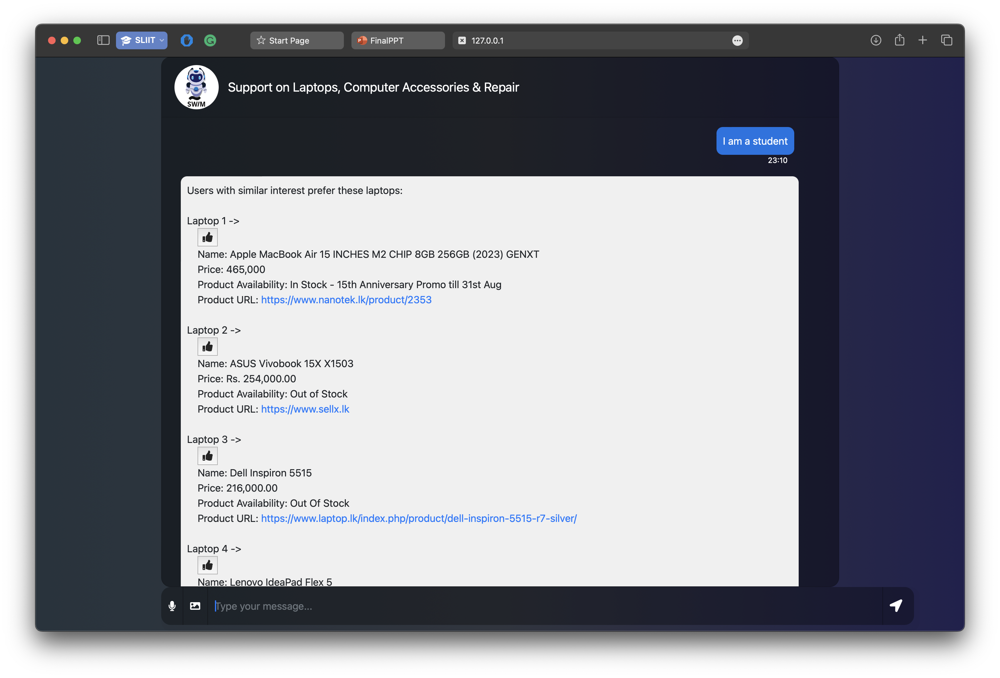 SLIIT
Start Page
FinalPPT
127.0.0.1
SW/M
Support on Laptops, Computer Accessories & Repair
I am a student
23:10
Users with similar interest prefer these laptops:
Laptop 1 ->
Name: Apple MacBook Air 15 INCHES M2 CHIP 8GB 256GB (2023) GENXT
Price: 465,000
Product Availability: In Stock - 15th Anniversary Promo till 31st Aug
Product URL: https://www.nanotek.lk/product/2353
Laptop 2 ->
Name: ASUS Vivobook 15X X1503
Price: Rs. 254,000.00
Product Availability: Out of Stock
Product URL: https://www.sellx.lk
Laptop 3 ->
Name: Dell Inspiron 5515
Price: 216,000.00
Product Availability: Out Of Stock
Product URL: https://www.laptop.lk/index.php/product/dell-inspiron-5515-r7-silver/
Laptop 4 ->
Name: Lenovo IdeaPad Flex 5
Type your message...